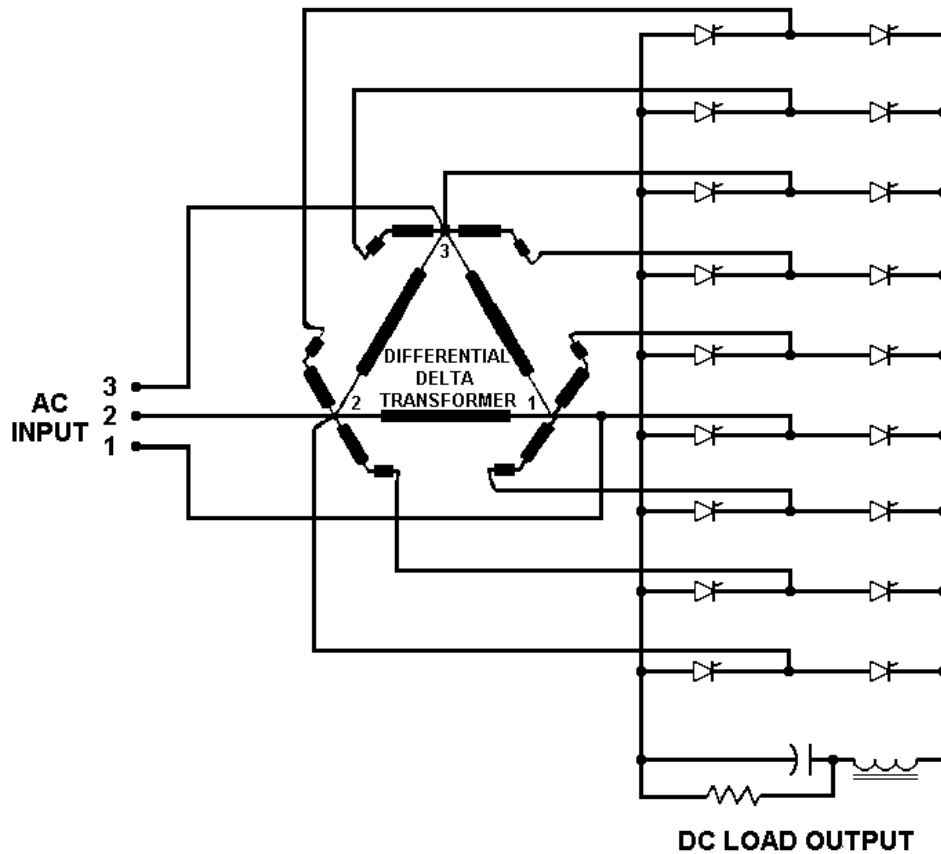 3
DIFFERENTIAL
DELTA
TRANSFORMER
2
1
AC
INPUT
3
2
1
DC LOAD OUTPUT